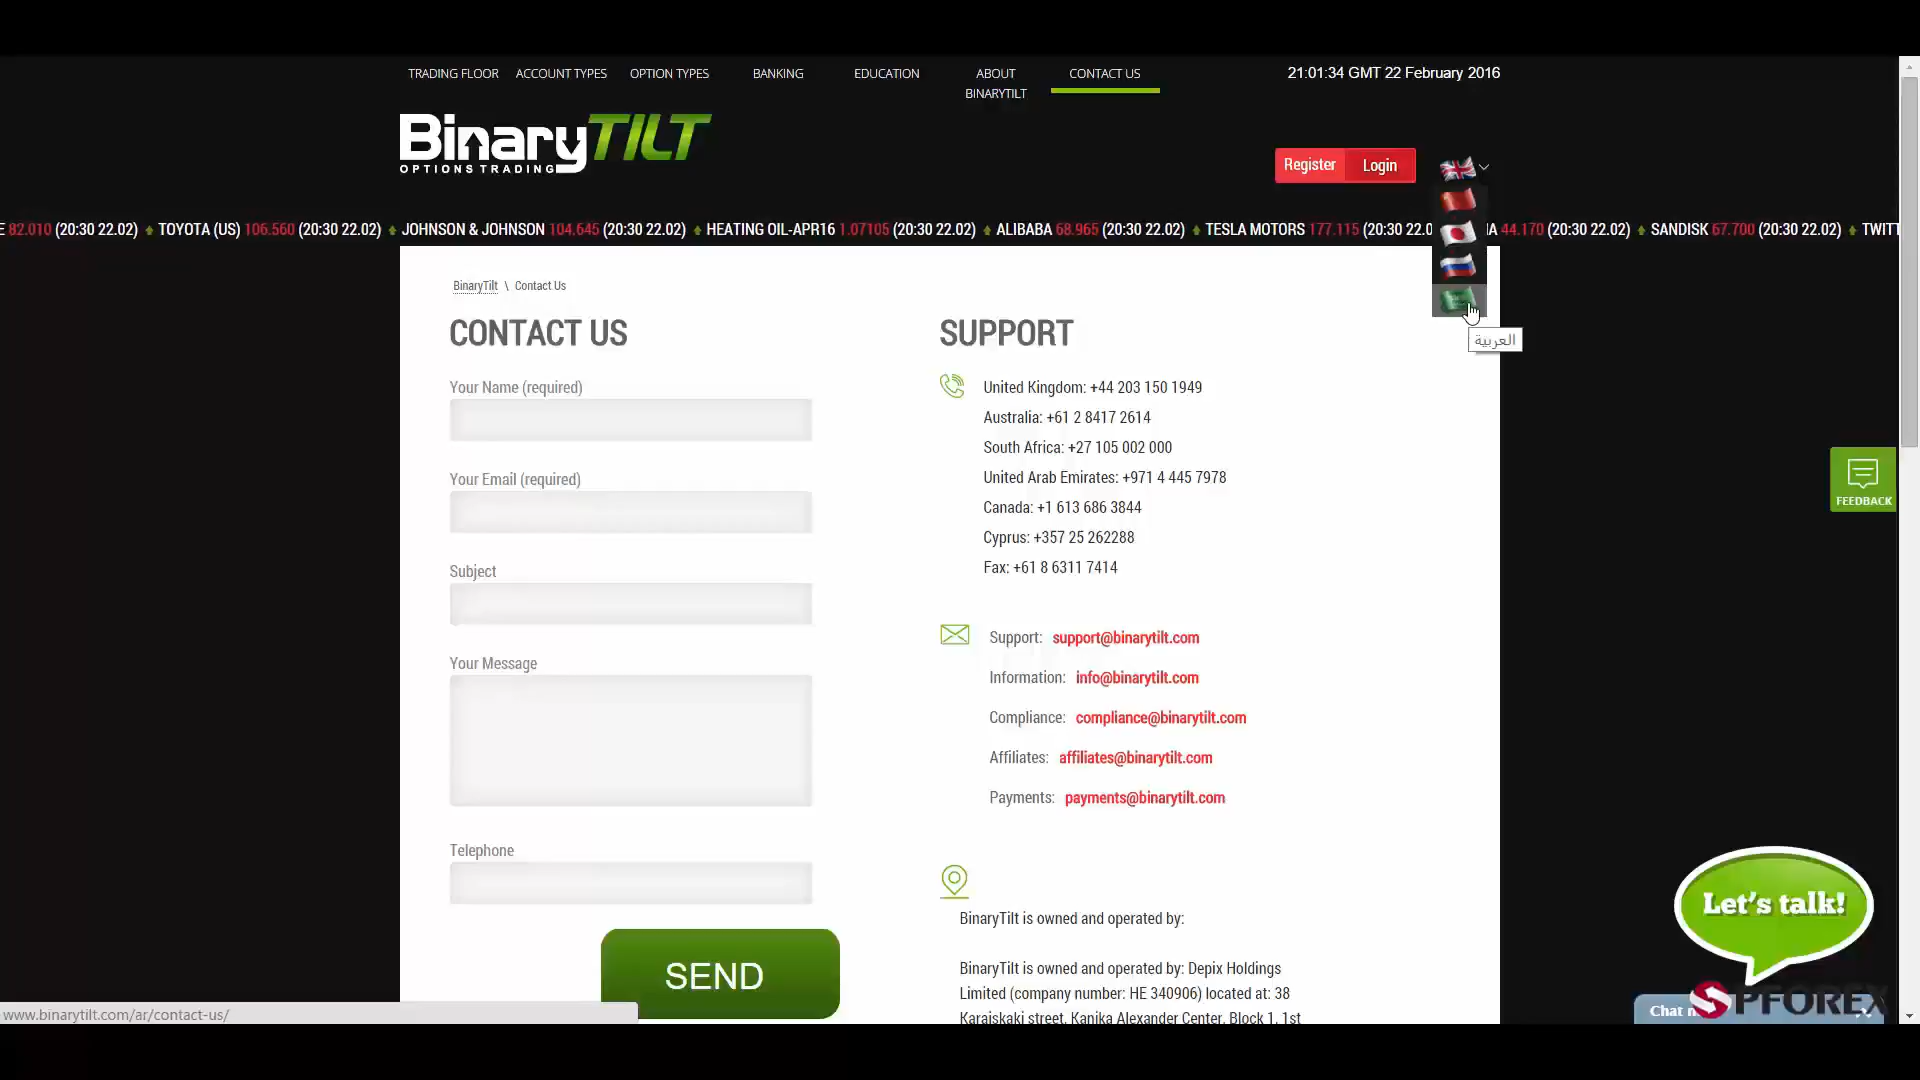 TRADING FLOOR ACCOUNT TYPES OPTION TYPES BANKING EDUCATION ABOUT BINARYTILT CONTACT US 21:01:34 GMT 22 February 2016
BinaryTILT
OPTIONS TRADING
Register Login
E 82.010 (20:30 22.02) TOYOTA (US) 106.560 (20:30 22.02) JOHNSON & JOHNSON 104.645 (20:30 22.02) HEATING OIL-APR16 1.07105 (20:30 22.02) ALIBABA 68.965 (20:30 22.02) TESLA MOTORS 177.115 (20:30 22.0 IA 44.170 (20:30 22.02) SANDISK 67.700 (20:30 22.02) TWITT
BinaryTilt \ Contact Us
العربية
CONTACT US
Your Name (required)
Your Email (required)
Subject
Your Message
Telephone
SEND
SUPPORT
United Kingdom: +44 203 150 1949
Australia: +61 2 8417 2614
South Africa: +27 105 002 000
United Arab Emirates: +971 4 445 7978
Canada: +1 613 686 3844
Cyprus: +357 25 262288
Fax: +61 8 6311 7414
Support: support@binarytilt.com
Information: info@binarytilt.com
Compliance: compliance@binarytilt.com
Affiliates: affiliates@binarytilt.com
Payments: payments@binarytilt.com
BinaryTilt is owned and operated by:
BinaryTilt is owned and operated by: Depix Holdings
Limited (company number: HE 340906) located at: 38
Karaiskaki street, Kanika Alexander Center, Block 1, 1st
FEEDBACK
Let's talk!
Chat
SPFOREX
www.binarytilt.com/ar/contact-us/